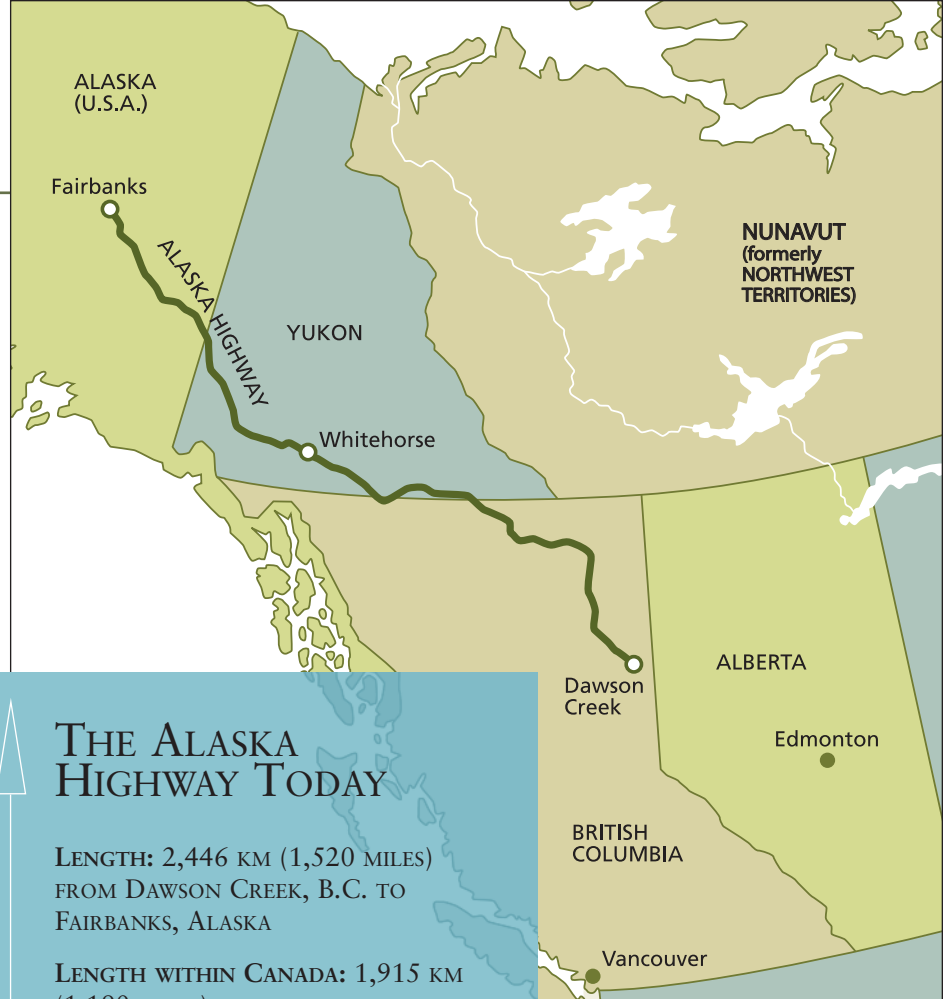 ALASKA
(U.S.A.)
Fairbanks
ALASKA HIGHWAY
YUKON
NUNAVUT
(formerly
NORTHWEST
TERRITORIES)
Whitehorse
Dawson
Creek
ALBERTA
Edmonton
BRITISH
COLUMBIA
Vancouver
THE ALASKA
HIGHWAY TODAY
LENGTH: 2,446 KM (1,520 MILES)
FROM DAWSON CREEK, B.C. TO
FAIRBANKS, ALASKA
LENGTH WITHIN CANADA: 1,915 KM